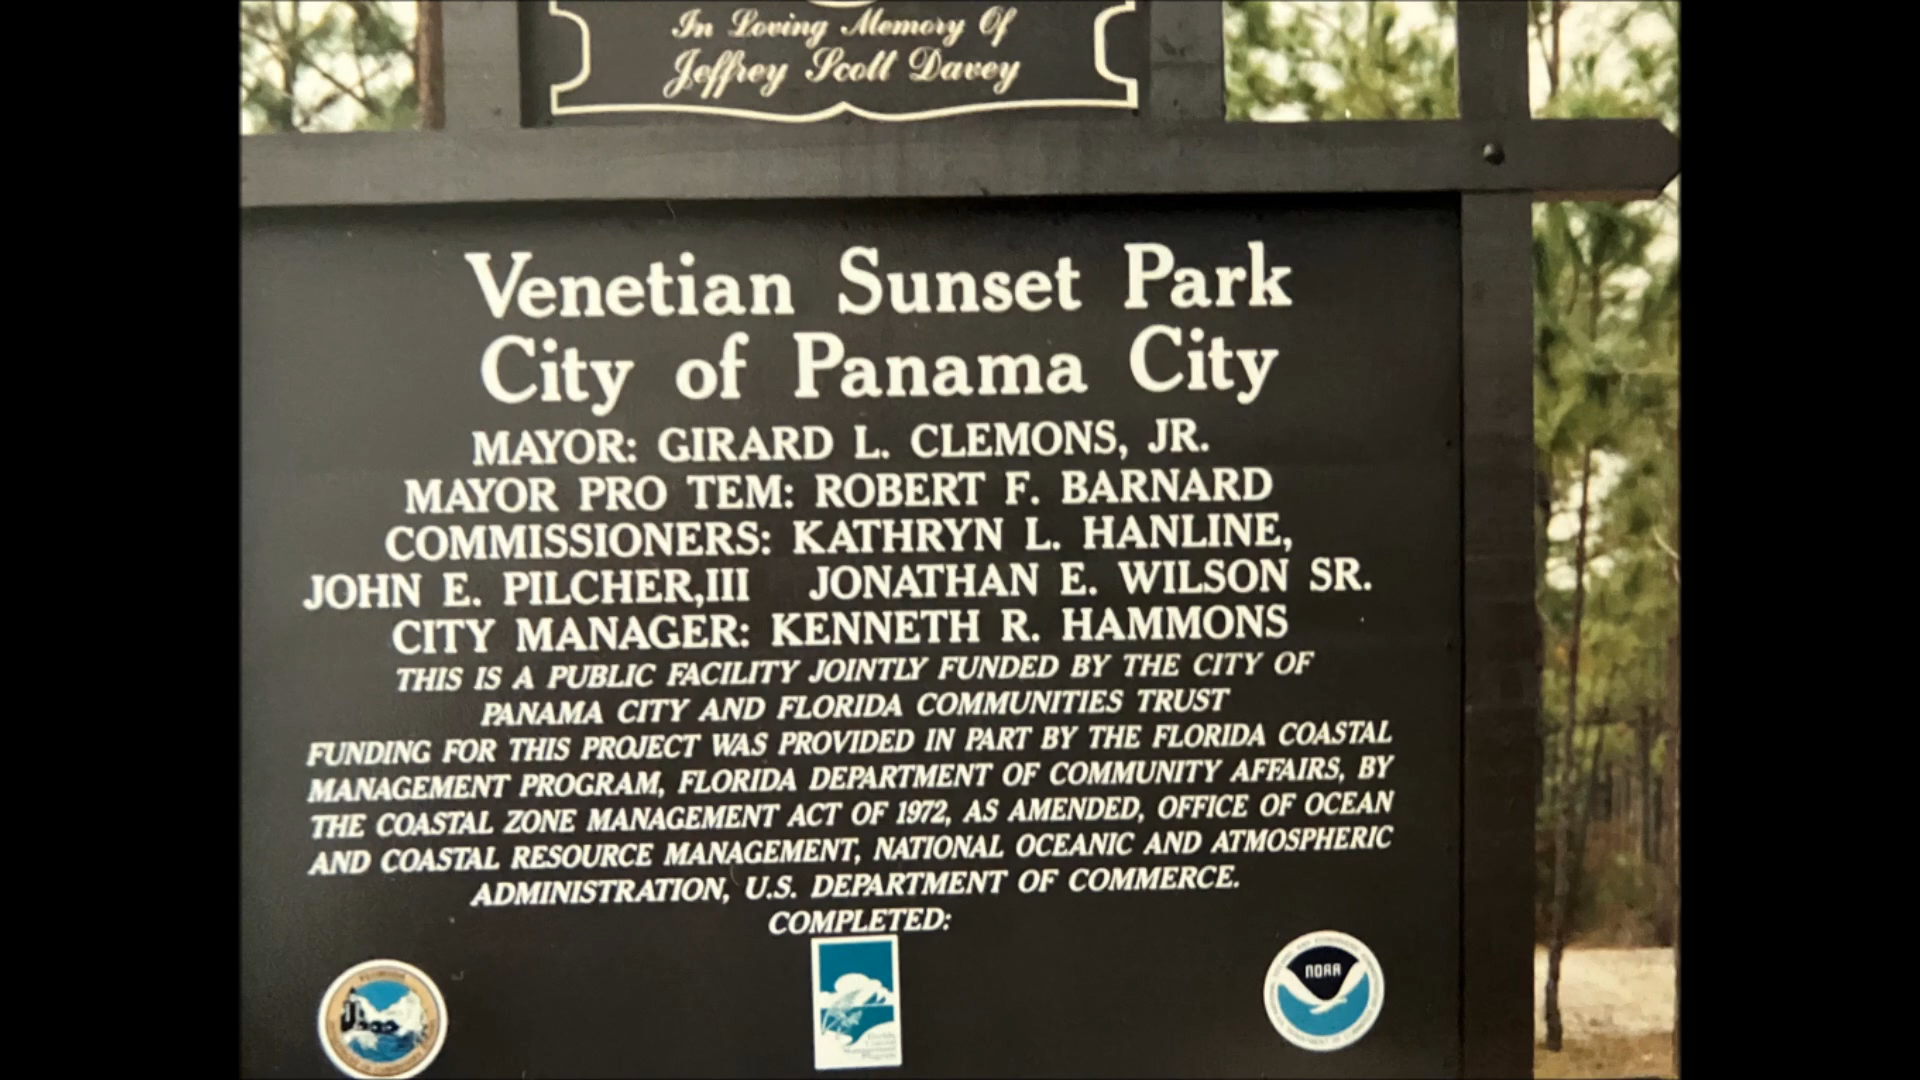 In Loving Memory Of
Jeffrey Scott Davey
Venetian Sunset Park
City of Panama City
MAYOR: GIRARD L. CLEMONS, JR.
MAYOR PRO TEM: ROBERT F. BARNARD
COMMISSIONERS: KATHRYN L. HANLINE,
JOHN E. PILCHER,III JONATHAN E. WILSON SR.
CITY MANAGER: KENNETH R. HAMMONS
THIS IS A PUBLIC FACILITY JOINTLY FUNDED BY THE CITY OF
PANAMA CITY AND FLORIDA COMMUNITIES TRUST
FUNDING FOR THIS PROJECT WAS PROVIDED IN PART BY THE FLORIDA COASTAL
MANAGEMENT PROGRAM, FLORIDA DEPARTMENT OF COMMUNITY AFFAIRS, BY
THE COASTAL ZONE MANAGEMENT ACT OF 1972, AS AMENDED, OFFICE OF OCEAN
AND COASTAL RESOURCE MANAGEMENT, NATIONAL OCEANIC AND ATMOSPHERIC
ADMINISTRATION, U.S. DEPARTMENT OF COMMERCE.
COMPLETED:
NOAA